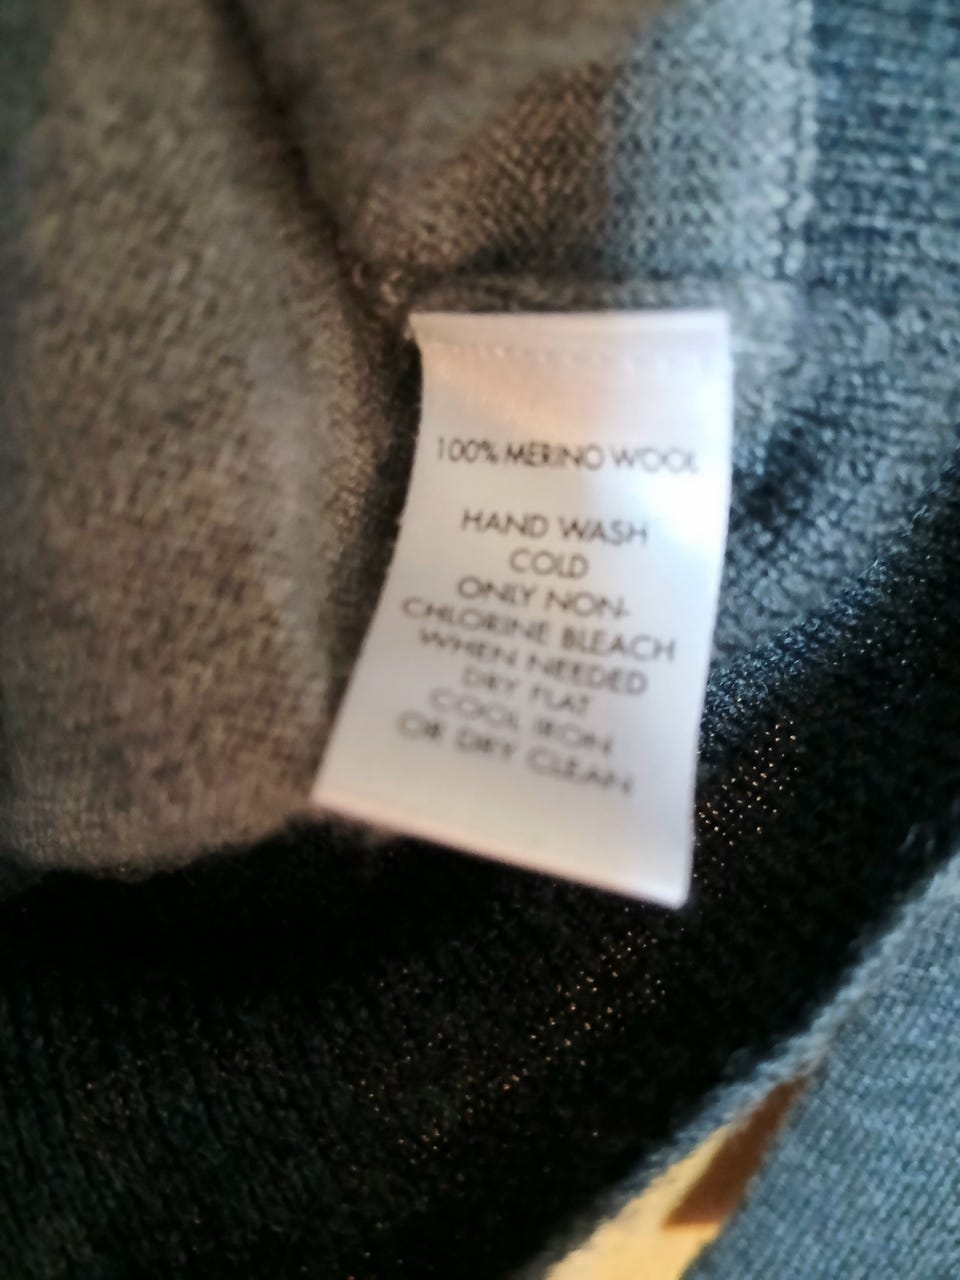 100% MERINO WOOL
HAND WASH
COLD
ONLY NON-
CHLORINE BLEACH
WHEN NEEDED
DRY FLAT
COOL IRON
OR DRY CLEAN